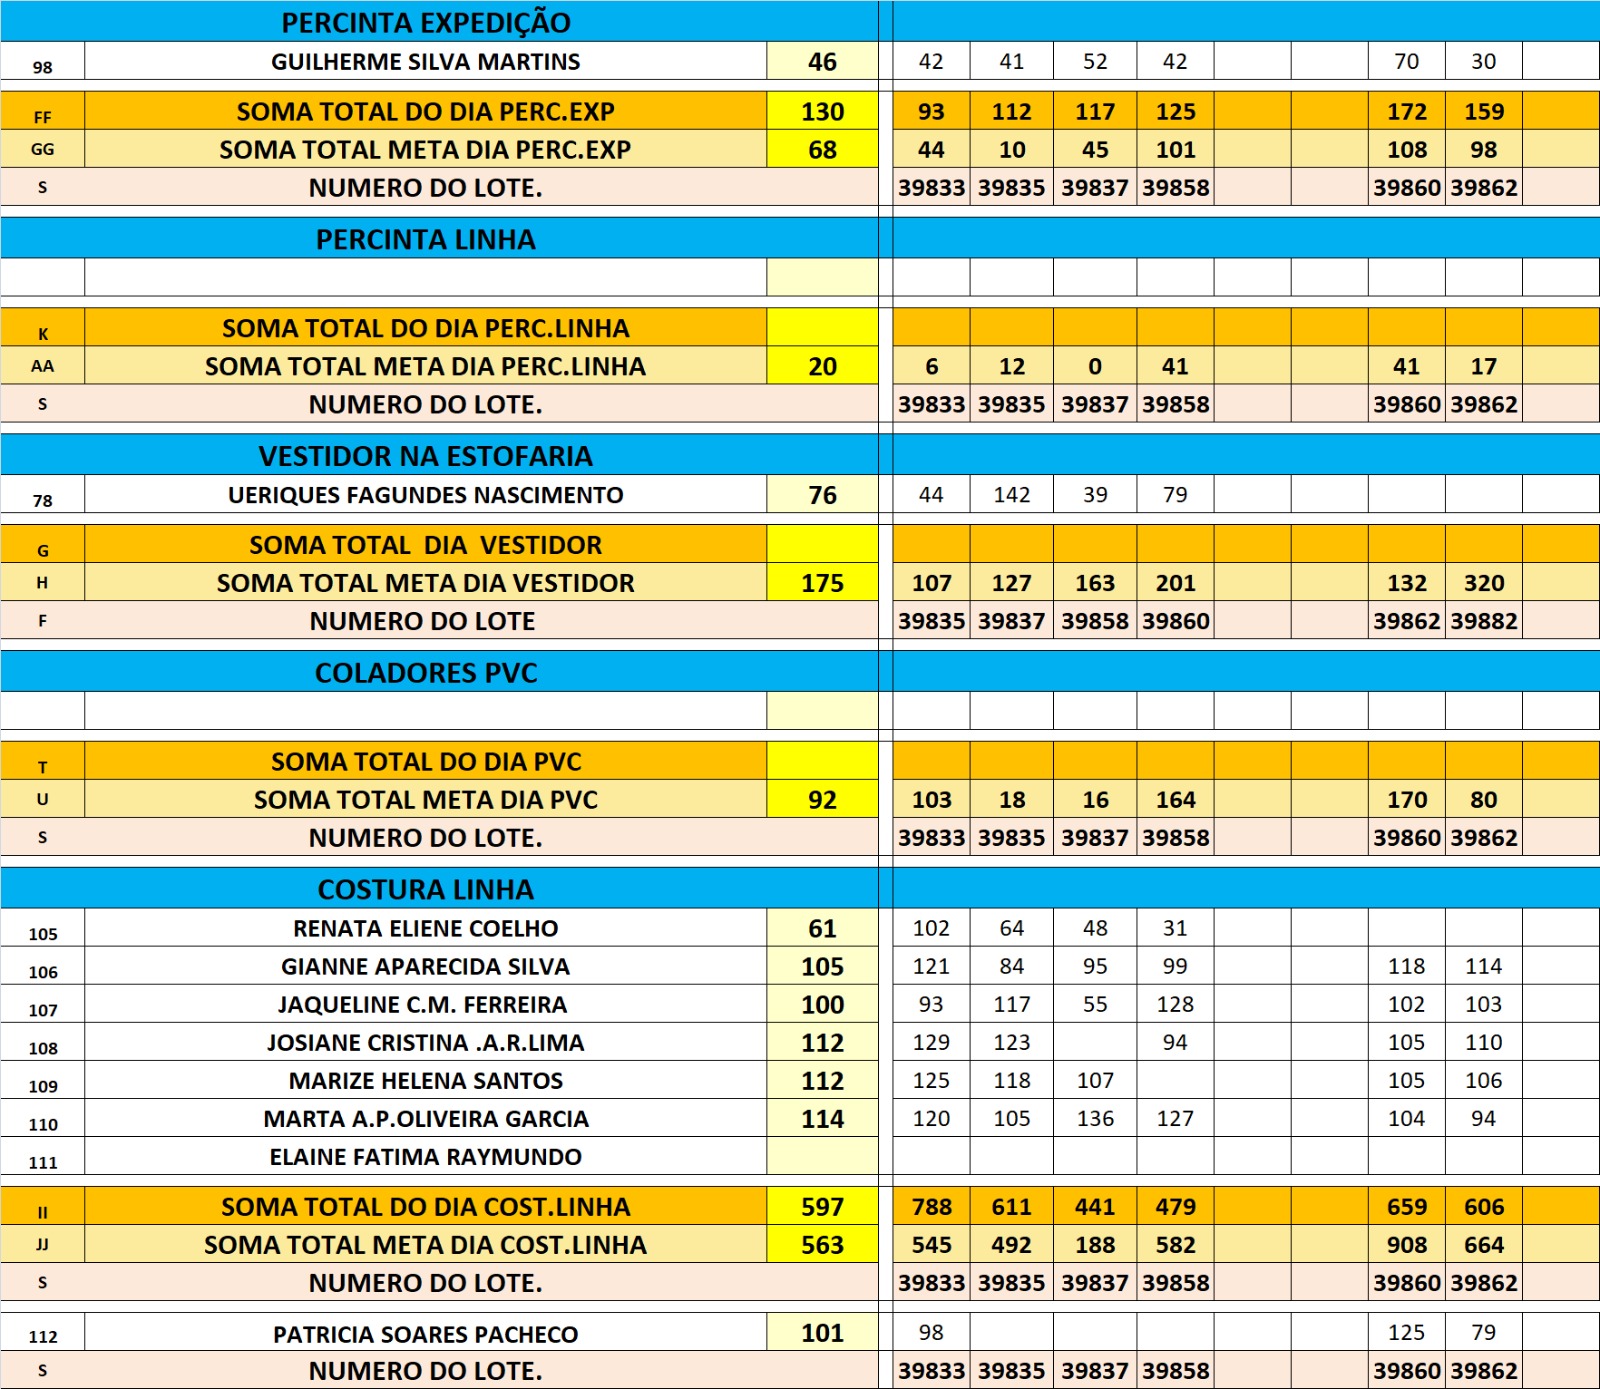 PERCINTA EXPEDIÇÃO
98 GUILHERME SILVA MARTINS 46 42 41 52 42 70 30
FF SOMA TOTAL DO DIA PERC.EXP 130 93 112 117 125 172 159
GG SOMA TOTAL META DIA PERC.EXP 68 44 10 45 101 108 98
S NUMERO DO LOTE. 39833 39835 39837 39858 39860 39862
PERCINTA LINHA
K SOMA TOTAL DO DIA PERC.LINHA
AA SOMA TOTAL META DIA PERC.LINHA 20 6 12 0 41 41 17
S NUMERO DO LOTE. 39833 39835 39837 39858 39860 39862
VESTIDOR NA ESTOFARIA
78 UERIQUES FAGUNDES NASCIMENTO 76 44 142 39 79
G SOMA TOTAL DIA VESTIDOR
H SOMA TOTAL META DIA VESTIDOR 175 107 127 163 201 132 320
F NUMERO DO LOTE 39835 39837 39858 39860 39862 39882
COLADORES PVC
T SOMA TOTAL DO DIA PVC
U SOMA TOTAL META DIA PVC 92 103 18 16 164 170 80
S NUMERO DO LOTE. 39833 39835 39837 39858 39860 39862
COSTURA LINHA
105 RENATA ELIENE COELHO 61 102 64 48 31
106 GIANNE APARECIDA SILVA 105 121 84 95 99 118 114
107 JAQUELINE C.M. FERREIRA 100 93 117 55 128 102 103
108 JOSIANE CRISTINA .A.R.LIMA 112 129 123 94 105 110
109 MARIZE HELENA SANTOS 112 125 118 107 105 106
110 MARTA A.P.OLIVEIRA GARCIA 114 120 105 136 127 104 94
111 ELAINE FATIMA RAYMUNDO
II SOMA TOTAL DO DIA COST.LINHA 597 788 611 441 479 659 606
JJ SOMA TOTAL META DIA COST.LINHA 563 545 492 188 582 908 664
S NUMERO DO LOTE. 39833 39835 39837 39858 39860 39862
112 PATRICIA SOARES PACHECO 101 98 125 79
S NUMERO DO LOTE. 39833 39835 39837 39858 39860 39862